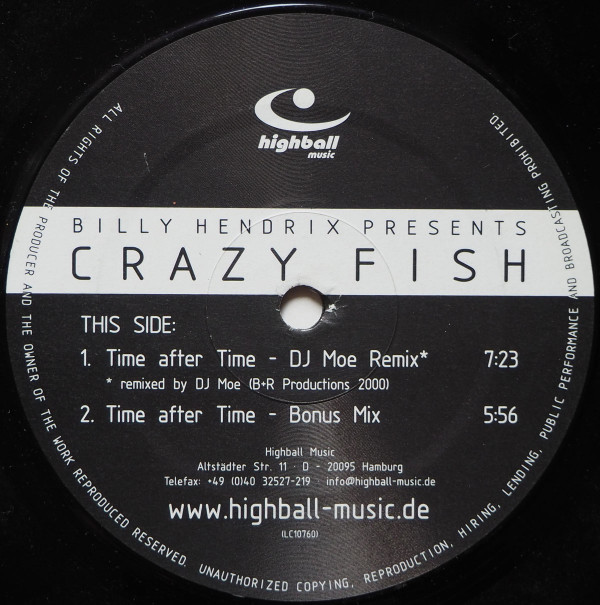 highball
music
BILLY HENDRIX PRESENTS
CRAZY FISH
THIS SIDE:
1. Time after Time - DJ Moe Remix* 7:23
* remixed by DJ Moe (B+R Productions 2000)
2. Time after Time - Bonus Mix 5:56
Highball Music
Altstädter Str. 11 · D - 20095 Hamburg
Telefax: +49 (0)40 32527-219 info@highball-music.de
www.highball-music.de
(LC10760)
ALL RIGHTS OF THE PRODUCER AND THE OWNER OF THE WORK REPRODUCED RESERVED. UNAUTHORIZED COPYING, REPRODUCTION, HIRING, LENDING, PUBLIC PERFORMANCE AND BROADCASTING PROHIBITED.